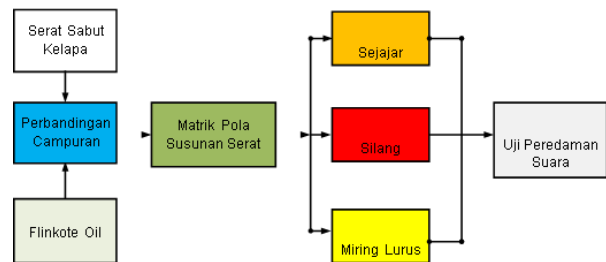 Serat Sabut
Kelapa
Perbandingan
Campuran
Flinkote Oil
Matrik Pola
Susunan Serat
Sejajar
Silang
Miring Lurus
Uji Peredaman
Suara